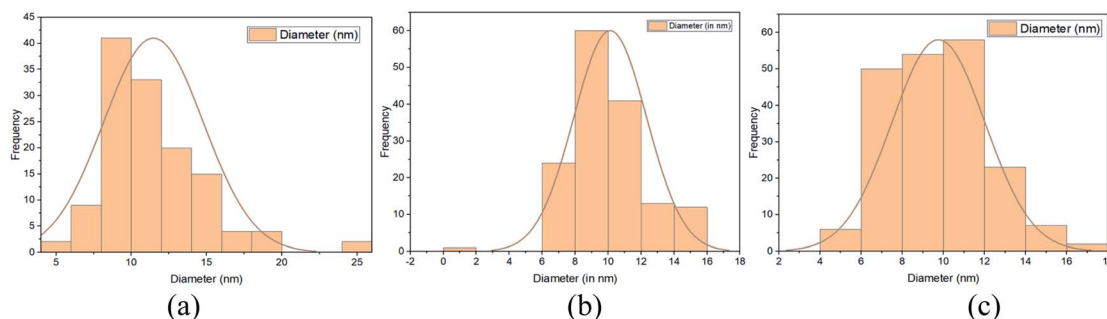 45
40
35
30
25
20
15
10
5
0
Frequency
Diameter (nm)
5 10 15 20 25
Diameter (nm)
(a)
60
50
40
30
20
10
0
Frequency
Diameter (in nm)
-2 0 2 4 6 8 10 12 14 16 18
Diameter (in nm)
(b)
60
50
40
30
20
10
0
Frequency
Diameter (nm)
2 4 6 8 10 12 14 16 18
Diameter (nm)
(c)